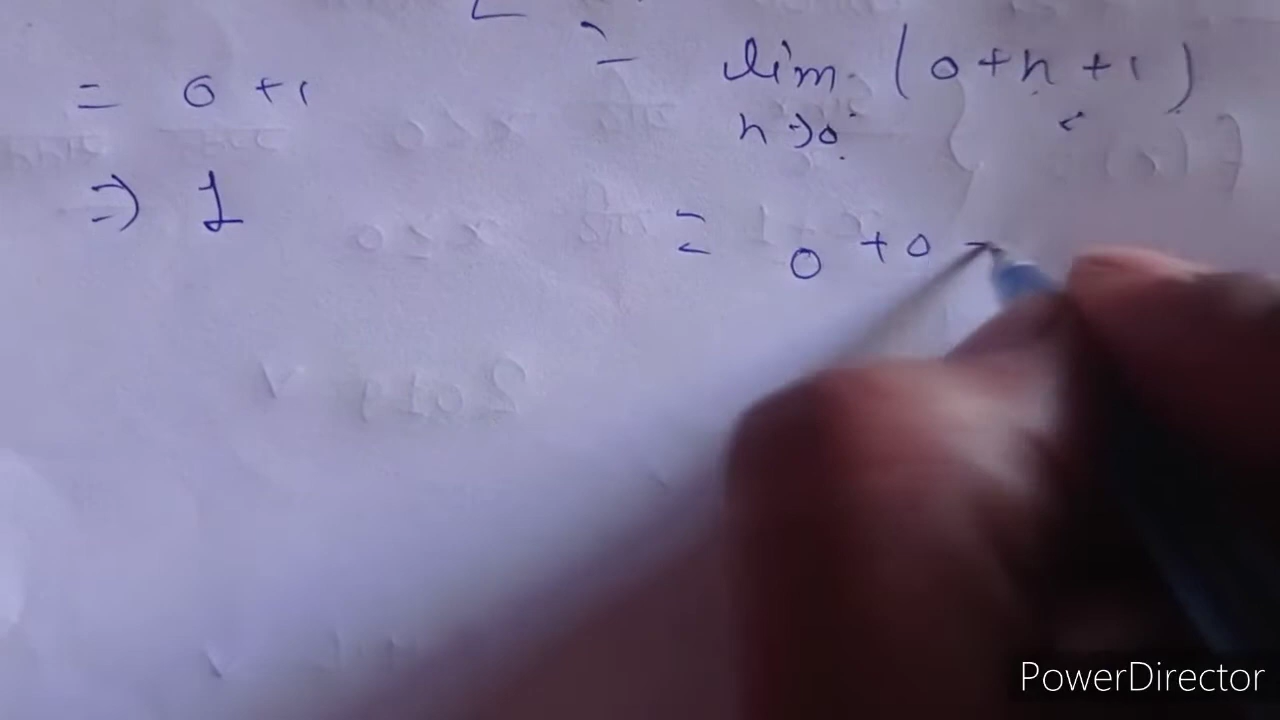 = 0 + 1
⇒ 1
= lim (0 + h + 1)
h → 0
= 0 + 0
PowerDirector